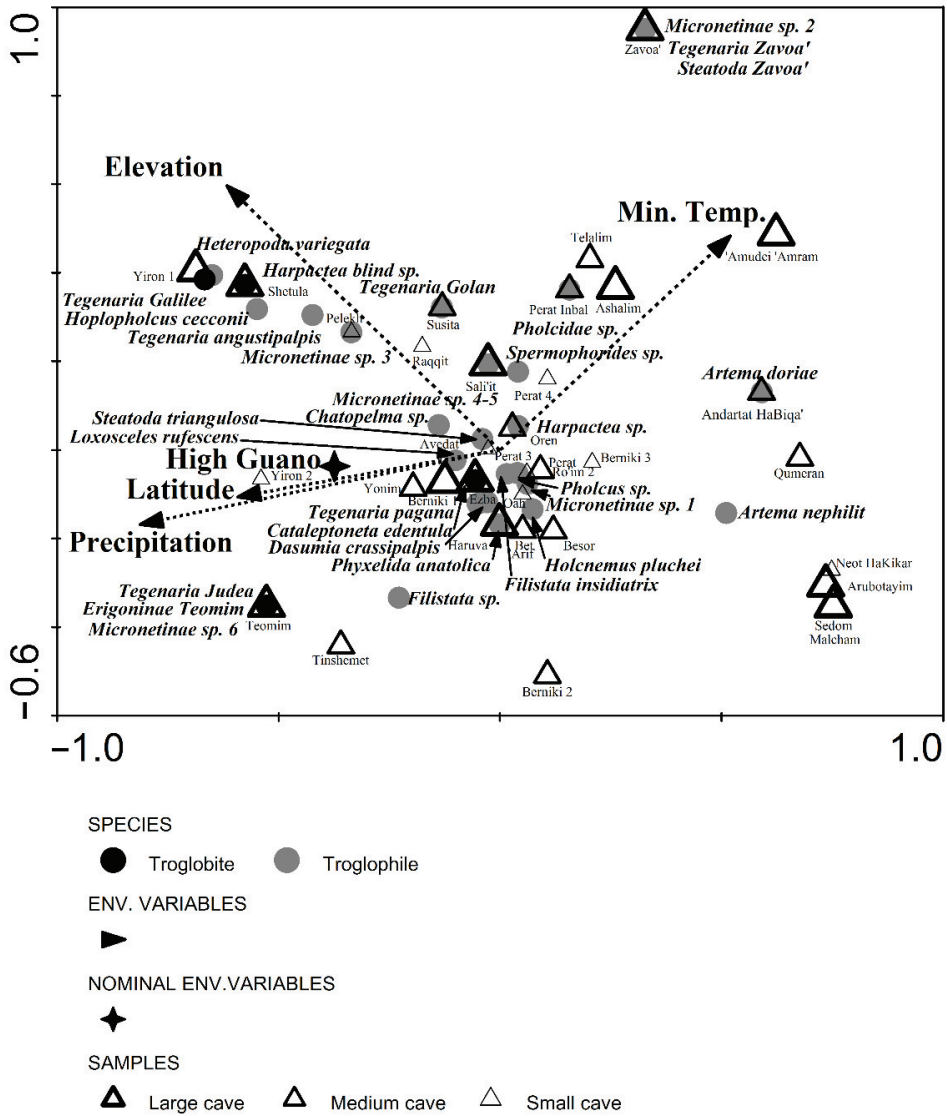 1.0
Micronetinae sp. 2
Zavoa'
Tegenaria Zavoa'
Steatoda Zavoa'
Elevation
Min. Temp.
Telalim
'Amudei 'Amram
Heteropoda variegata
Yiron 1
Harpactea blind sp.
Shetula
Tegenaria Golan
Tegenaria Galilee
Perat Inbal
Ashalim
Hoplopholcus cecconii
Pelekh
Susita
Pholcidae sp.
Tegenaria angustipalpis
Micronetinae sp. 3
Raqqit
Spermophorides sp.
Sali'it
Artema doriae
Perat 4
Micronetinae sp. 4-5
Andartat HaBiqa'
Steatoda triangulosa
Chatopelma sp.
Harpactea sp.
Loxosceles rufescens
Avedat
Oren
High Guano
Perat 3
Perat
Berniki 3
Yiron 2
Ro'im 2
Qumeran
Latitude
Yonim
Berniki 1
Ezba
Oah
Pholcus sp.
Precipitation
Tegenaria pagana
Micronetinae sp. 1
Artema nephilit
Cataleptoneta edentula
Dasumia crassipalpis
Haruva
Bet
Arif
Besor
Phyxelida anatolica
Holcnemus pluchei
Neot HaKikar
Filistata insidiatrix
Arubotayim
Tegenaria Judea
Erigoninae Teomim
Filistata sp.
Micronetinae sp. 6
Teomim
Sedom
Malcham
Tinshemet
Berniki 2
-0.6
-1.0
1.0
SPECIES
Troglobite
Troglophile
ENV. VARIABLES
NOMINAL ENV.VARIABLES
SAMPLES
Large cave
Medium cave
Small cave